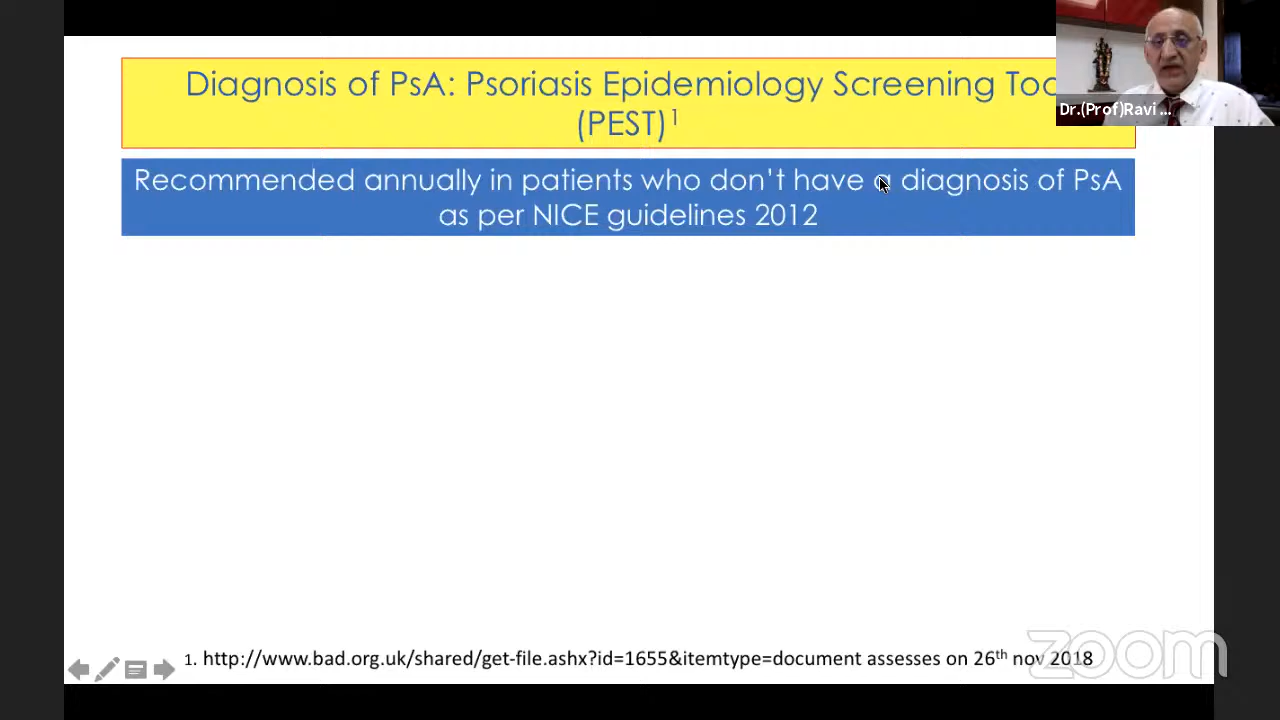 Diagnosis of PsA: Psoriasis Epidemiology Screening Too
(PEST)1
Dr.(Prof)Ravi ...
Recommended annually in patients who don't have a diagnosis of PsA
as per NICE guidelines 2012
1. http://www.bad.org.uk/shared/get-file.ashx?id=1655&itemtype=document assesses on 26th nov 2018
zoom